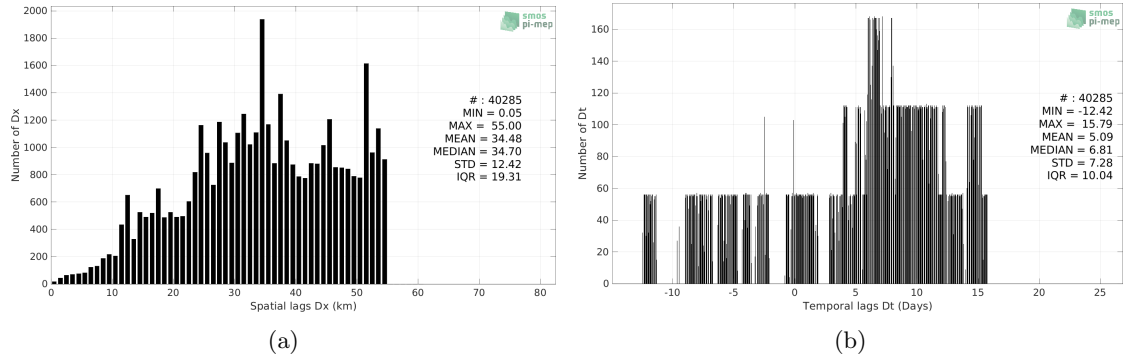 2000
1800
1600
1400
1200
1000
800
600
400
200
0
Number of Dx
smos
pi-mep
# : 40285
MIN = 0.05
MAX = 55.00
MEAN = 34.48
MEDIAN = 34.70
STD = 12.42
IQR = 19.31
0 10 20 30 40 50 60 70 80
Spatial lags Dx (km)
(a)
160
140
120
100
80
60
40
20
0
Number of Dt
smos
pi-mep
# : 40285
MIN = -12.42
MAX = 15.79
MEAN = 5.09
MEDIAN = 6.81
STD = 7.28
IQR = 10.04
-10 -5 0 5 10 15 20 25
Temporal lags Dt (Days)
(b)